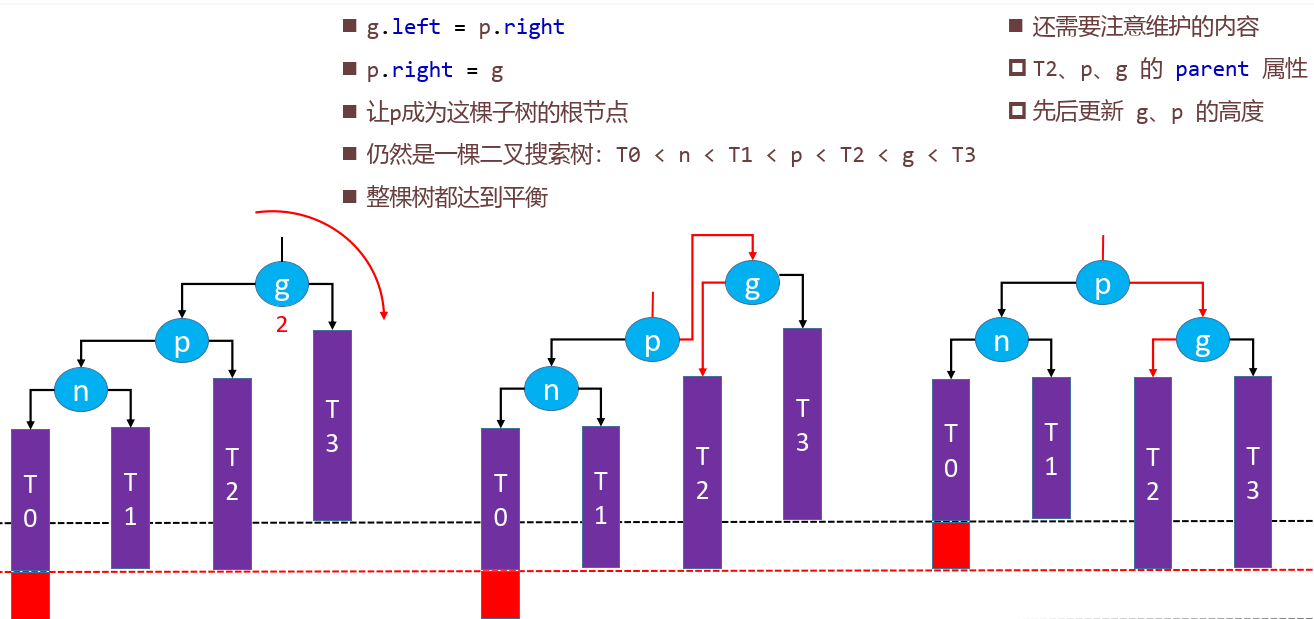 g.left = p.right
p.right = g
让p成为这棵子树的根节点
仍然是一棵二叉搜索树：T0 < n < T1 < p < T2 < g < T3
整棵树都达到平衡
还需要注意维护的内容
T2、p、g 的 parent 属性
先后更新 g、p 的高度
g
2
p
n
T0
T1
T2
T3
g
p
n
T0
T1
T2
T3
p
n
g
T0
T1
T2
T3